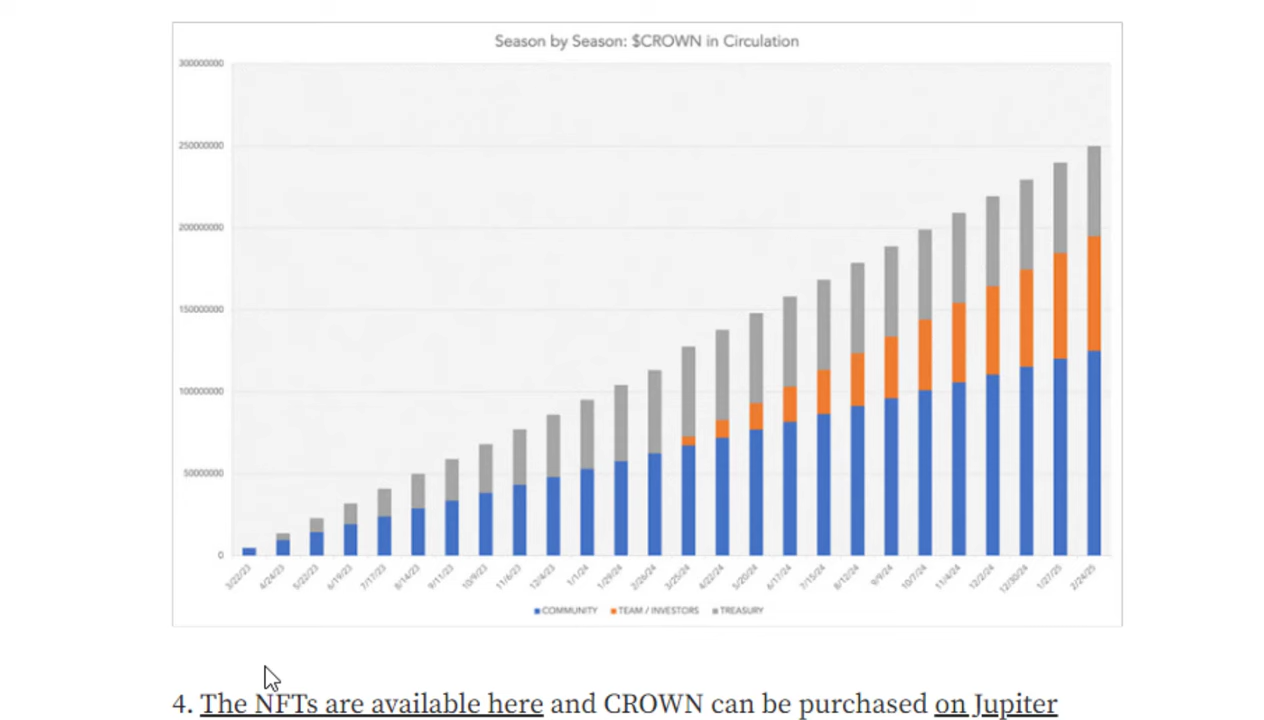 Season by Season: $CROWN in Circulation
300000000
250000000
200000000
150000000
100000000
50000000
0
3/22/23 4/24/23 5/22/23 6/19/23 7/17/23 8/14/23 9/11/23 10/9/23 11/6/23 12/4/23 1/1/24 1/29/24 2/26/24 3/25/24 4/22/24 5/20/24 6/17/24 7/15/24 8/12/24 9/9/24 10/7/24 11/4/24 12/2/24 12/30/24 1/27/25 2/24/25
COMMUNITY TEAM / INVESTORS TREASURY
4. The NFTs are available here and CROWN can be purchased on Jupiter